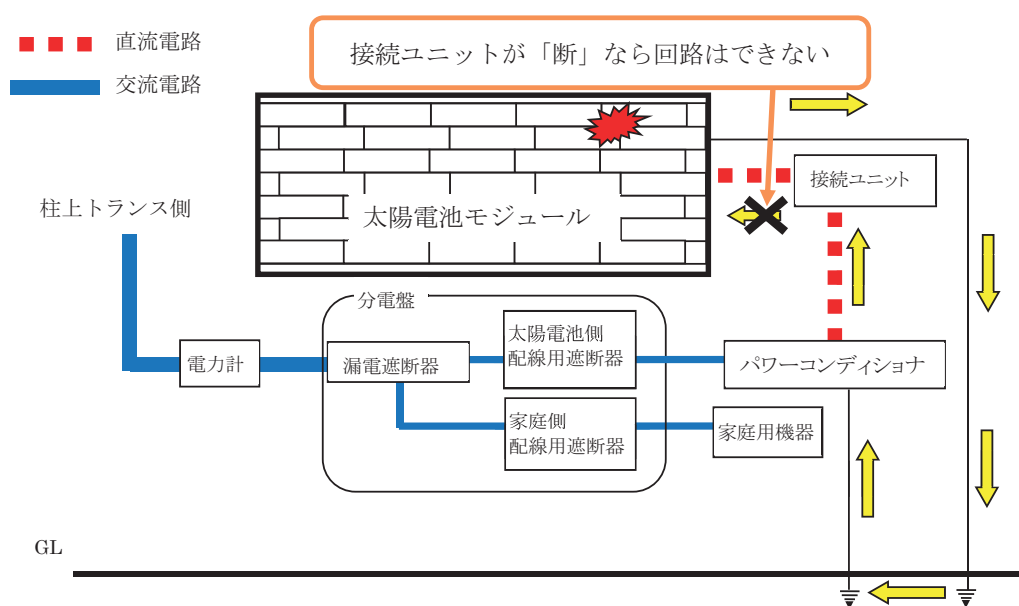 直流電路
交流電路
接続ユニットが「断」なら回路はできない
接続ユニット
太陽電池モジュール
柱上トランス側
分電盤
太陽電池側
配線用遮断器
電力計
漏電遮断器
パワーコンディショナ
家庭側
配線用遮断器
家庭用機器
GL